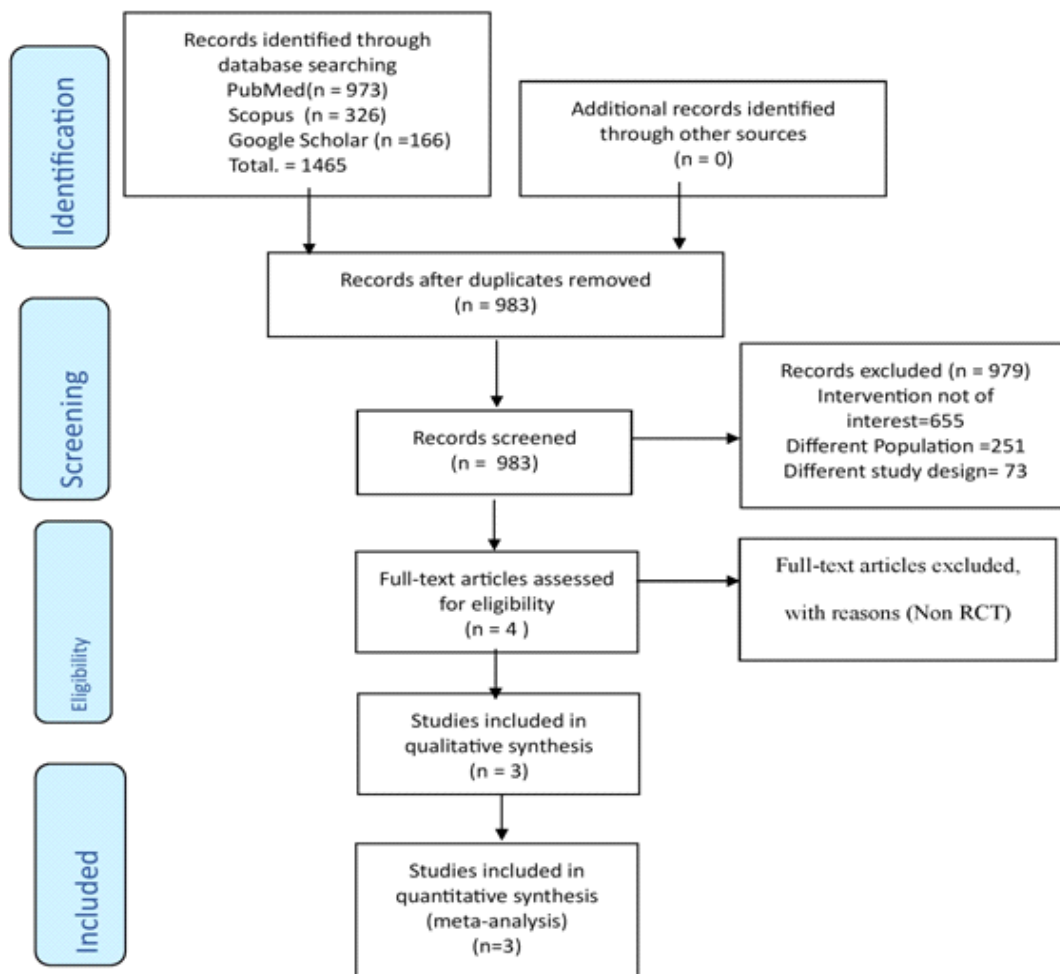 Identification
Records identified through
database searching
PubMed(n = 973)
Scopus (n = 326)
Google Scholar (n =166)
Total. = 1465
Additional records identified
through other sources
(n = 0)
Records after duplicates removed
(n = 983)
Screening
Records screened
(n = 983)
Records excluded (n = 979)
Intervention not of
interest=655
Different Population =251
Different study design= 73
Eligibility
Full-text articles assessed
for eligibility
(n = 4 )
Full-text articles excluded,
with reasons (Non RCT)
Studies included in
qualitative synthesis
(n = 3)
Included
Studies included in
quantitative synthesis
(meta-analysis)
(n=3)